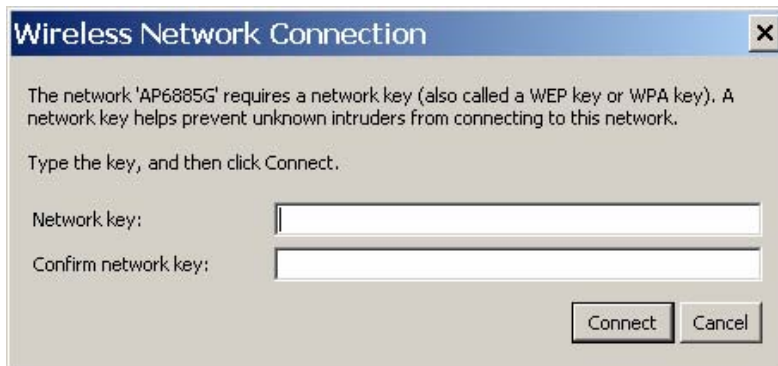 Wireless Network Connection
The network 'AP6885G' requires a network key (also called a WEP key or WPA key). A
network key helps prevent unknown intruders from connecting to this network.
Type the key, and then click Connect.
Network key:
Confirm network key:
Connect Cancel